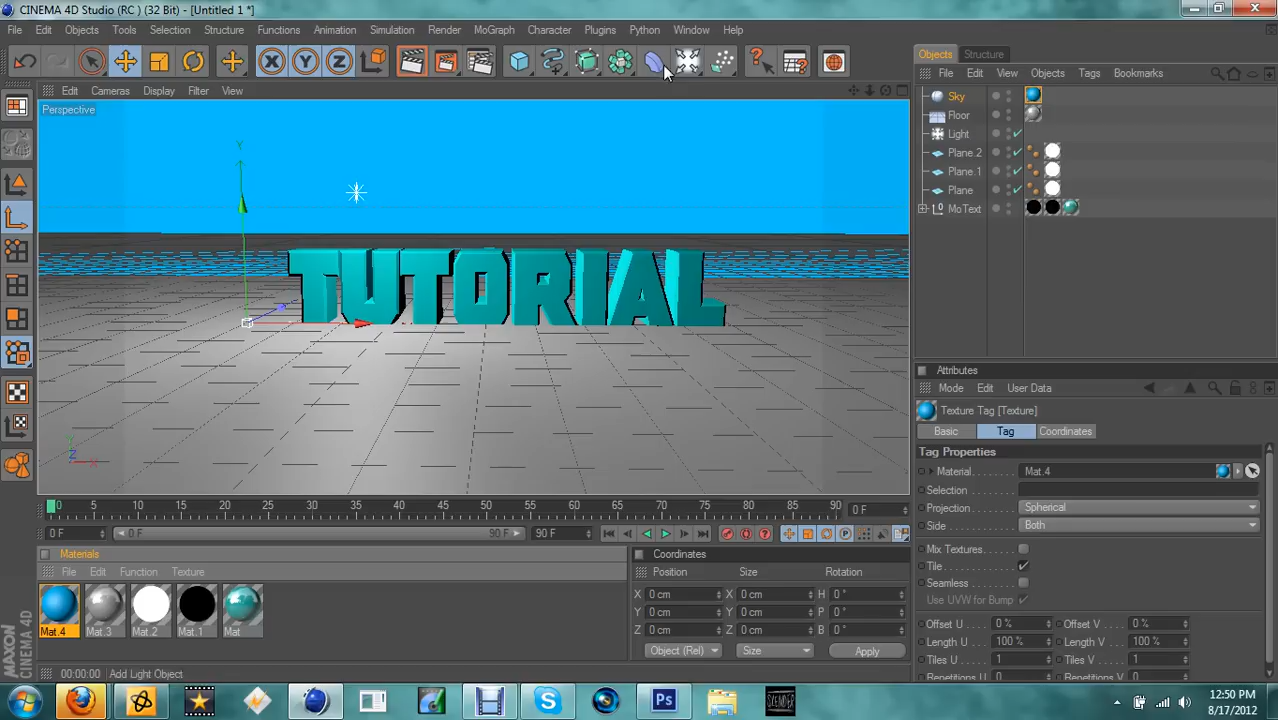 CINEMA 4D Studio (RC ) (32 Bit) - [Untitled 1 *]
File Edit Objects Tools Selection Structure Functions Animation Simulation Render MoGraph Character Plugins Python Window Help
Objects Structure
File Edit View Objects Tags Bookmarks
Edit Cameras Display Filter View
Perspective
Sky
Floor
Light
Plane.2
Plane.1
Plane
MoText
Y
TUTORIAL
Y
Z X
Attributes
Mode Edit User Data
Texture Tag [Texture]
Basic Tag Coordinates
Tag Properties
Material Mat.4
Selection
Projection Spherical
Side Both
Mix Textures
Tile
Seamless
Use UVW for Bump
Offset U 0 % Offset V 0 %
Length U 100 % Length V 100 %
Tiles U 1 Tiles V 1
Repetitions U 0 Repetitions V 0
0 5 10 15 20 25 30 35 40 45 50 55 60 65 70 75 80 85 90 0 F
0 F 0 F 90 F 90 F
Materials
File Edit Function Texture
Mat.4 Mat.3 Mat.2 Mat.1 Mat
Coordinates
Position Size Rotation
X 0 cm X 0 cm H 0 °
Y 0 cm Y 0 cm P 0 °
Z 0 cm Z 0 cm B 0 °
Object (Rel) Size Apply
MAXON
CINEMA 4D
00:00:00 Add Light Object
Ps
SLENDER
12:50 PM
8/17/2012